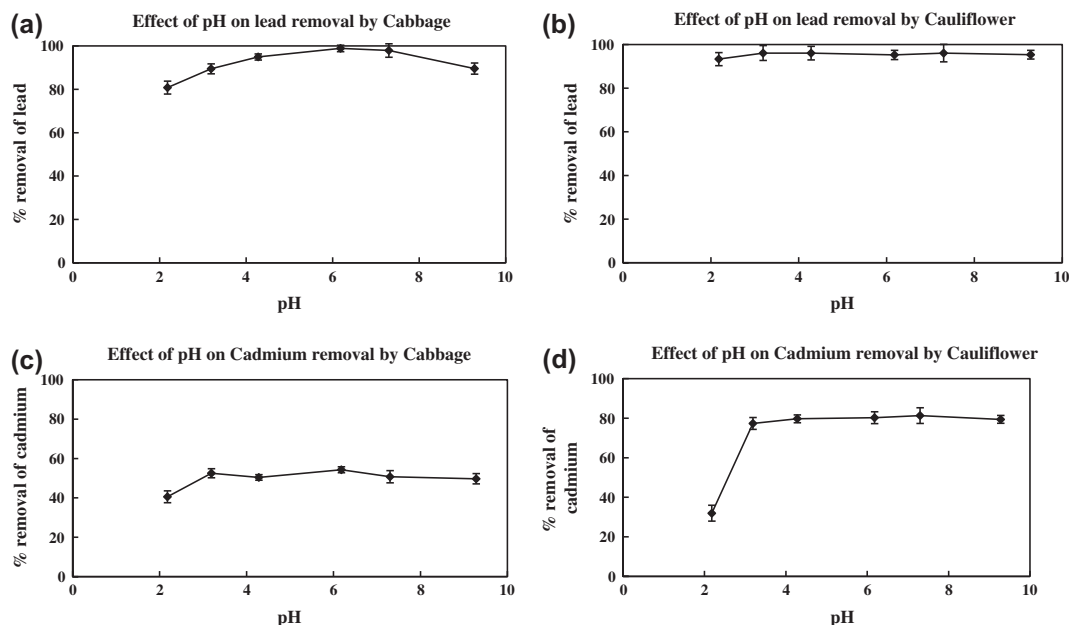 (a)
Effect of pH on lead removal by Cabbage
% removal of lead
100
80
60
40
20
0
0 2 4 6 8 10
pH
(b)
Effect of pH on lead removal by Cauliflower
% removal of lead
100
80
60
40
20
0
0 2 4 6 8 10
pH
(c)
Effect of pH on Cadmium removal by Cabbage
% removal of cadmium
100
80
60
40
20
0
0 2 4 6 8 10
pH
(d)
Effect of pH on Cadmium removal by Cauliflower
% removal of
cadmium
100
80
60
40
20
0
0 2 4 6 8 10
pH